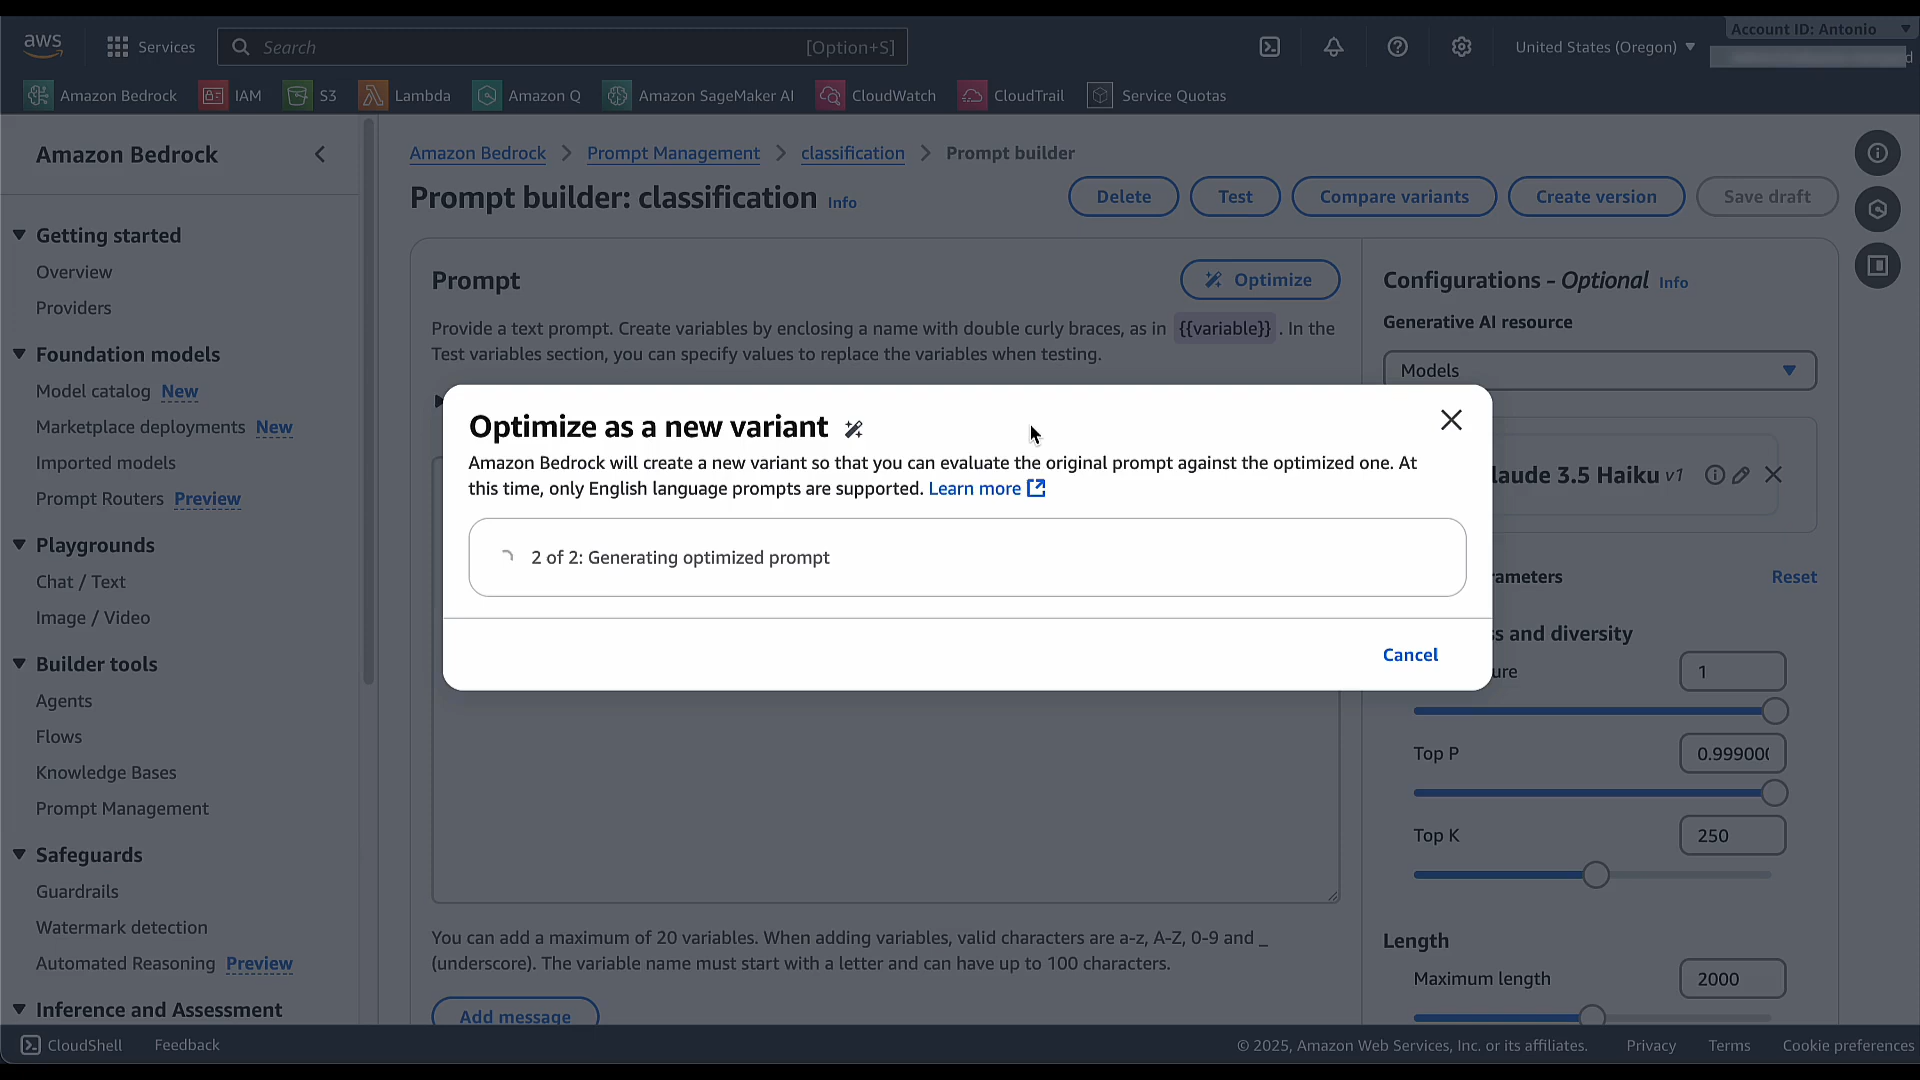 Account ID: Antonio
aws
Services
Search
[Option+S]
United States (Oregon)
Amazon Bedrock
IAM
S3
Lambda
Amazon Q
Amazon SageMaker AI
CloudWatch
CloudTrail
Service Quotas
Amazon Bedrock
Getting started
Overview
Providers
Foundation models
Model catalog New
Marketplace deployments New
Imported models
Prompt Routers Preview
Playgrounds
Chat / Text
Image / Video
Builder tools
Agents
Flows
Knowledge Bases
Prompt Management
Safeguards
Guardrails
Watermark detection
Automated Reasoning Preview
Inference and Assessment
Amazon Bedrock > Prompt Management > classification > Prompt builder
Prompt builder: classification Info
Delete
Test
Compare variants
Create version
Save draft
Prompt
Optimize
Provide a text prompt. Create variables by enclosing a name with double curly braces, as in {{variable}} . In the
Test variables section, you can specify values to replace the variables when testing.
Optimize as a new variant
Amazon Bedrock will create a new variant so that you can evaluate the original prompt against the optimized one. At
this time, only English language prompts are supported. Learn more
2 of 2: Generating optimized prompt
Cancel
You can add a maximum of 20 variables. When adding variables, valid characters are a-z, A-Z, 0-9 and _
(underscore). The variable name must start with a letter and can have up to 100 characters.
Add message
Configurations - Optional Info
Generative AI resource
Models
laude 3.5 Haiku v1
ameters
Reset
s and diversity
ure
1
Top P
0.99900
Top K
250
Length
Maximum length
2000
CloudShell
Feedback
© 2025, Amazon Web Services, Inc. or its affiliates.
Privacy
Terms
Cookie preferences